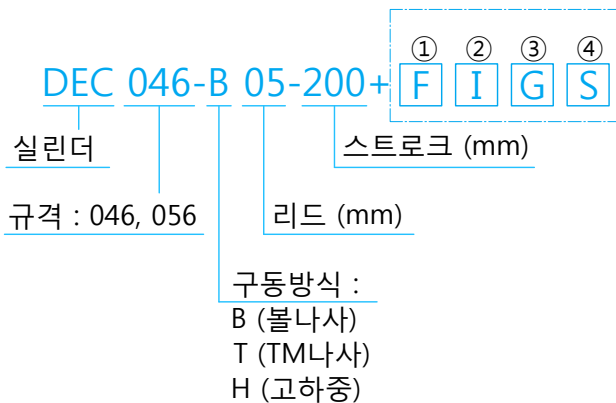 ① ② ③ ④
DEC 046-B 05-200+ F I G S
실린더
스트로크 (mm)
규격 : 046, 056
리드 (mm)
구동방식 :
B (볼나사)
T (TM나사)
H (고하중)